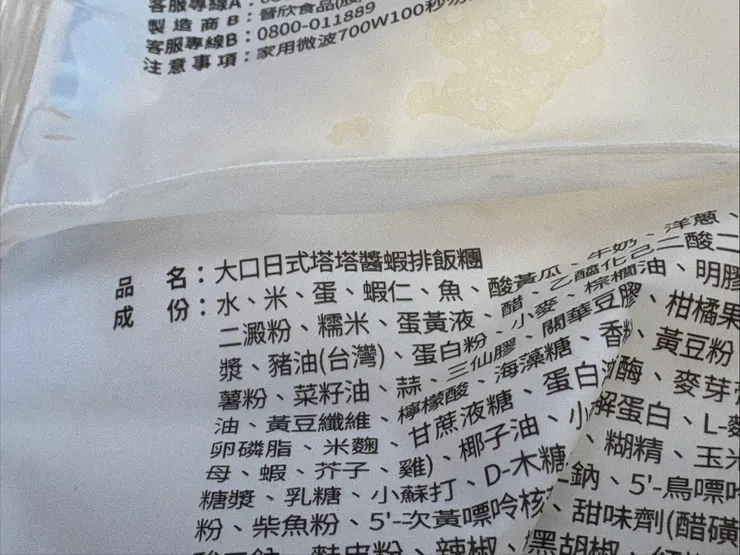 客服專線A：
製造商B：晉欣食品(股
客服專線B：0800-011889
注意事項：家用微波700W100秒
品名：大口日式塔塔醬蝦排飯糰
成份：水、米、蛋、蝦仁、魚、酸黃瓜、牛奶、洋蔥、
二澱粉、糯米、蛋黃液、醋、乙醯化己二酸二
漿、豬油(台灣)、蛋白粉、小麥、棕櫚油、明膠
薯粉、菜籽油、蒜、三仙膠、關華豆膠、柑橘果
油、黃豆纖維、檸檬酸、海藻糖、香 黃豆粉
卵磷脂、米麴、甘蔗液糖、蛋白 酶、麥芽
母、蝦、芥子、雞)、椰子油、小 解蛋白、L-
糖漿、乳糖、小蘇打、D-木糖 糊精、玉米
粉、柴魚粉、5'-次黃嘌呤核 鈉、5'-鳥嘌呤
麩皮粉、辣椒、黑胡椒 甜味劑(醋磺